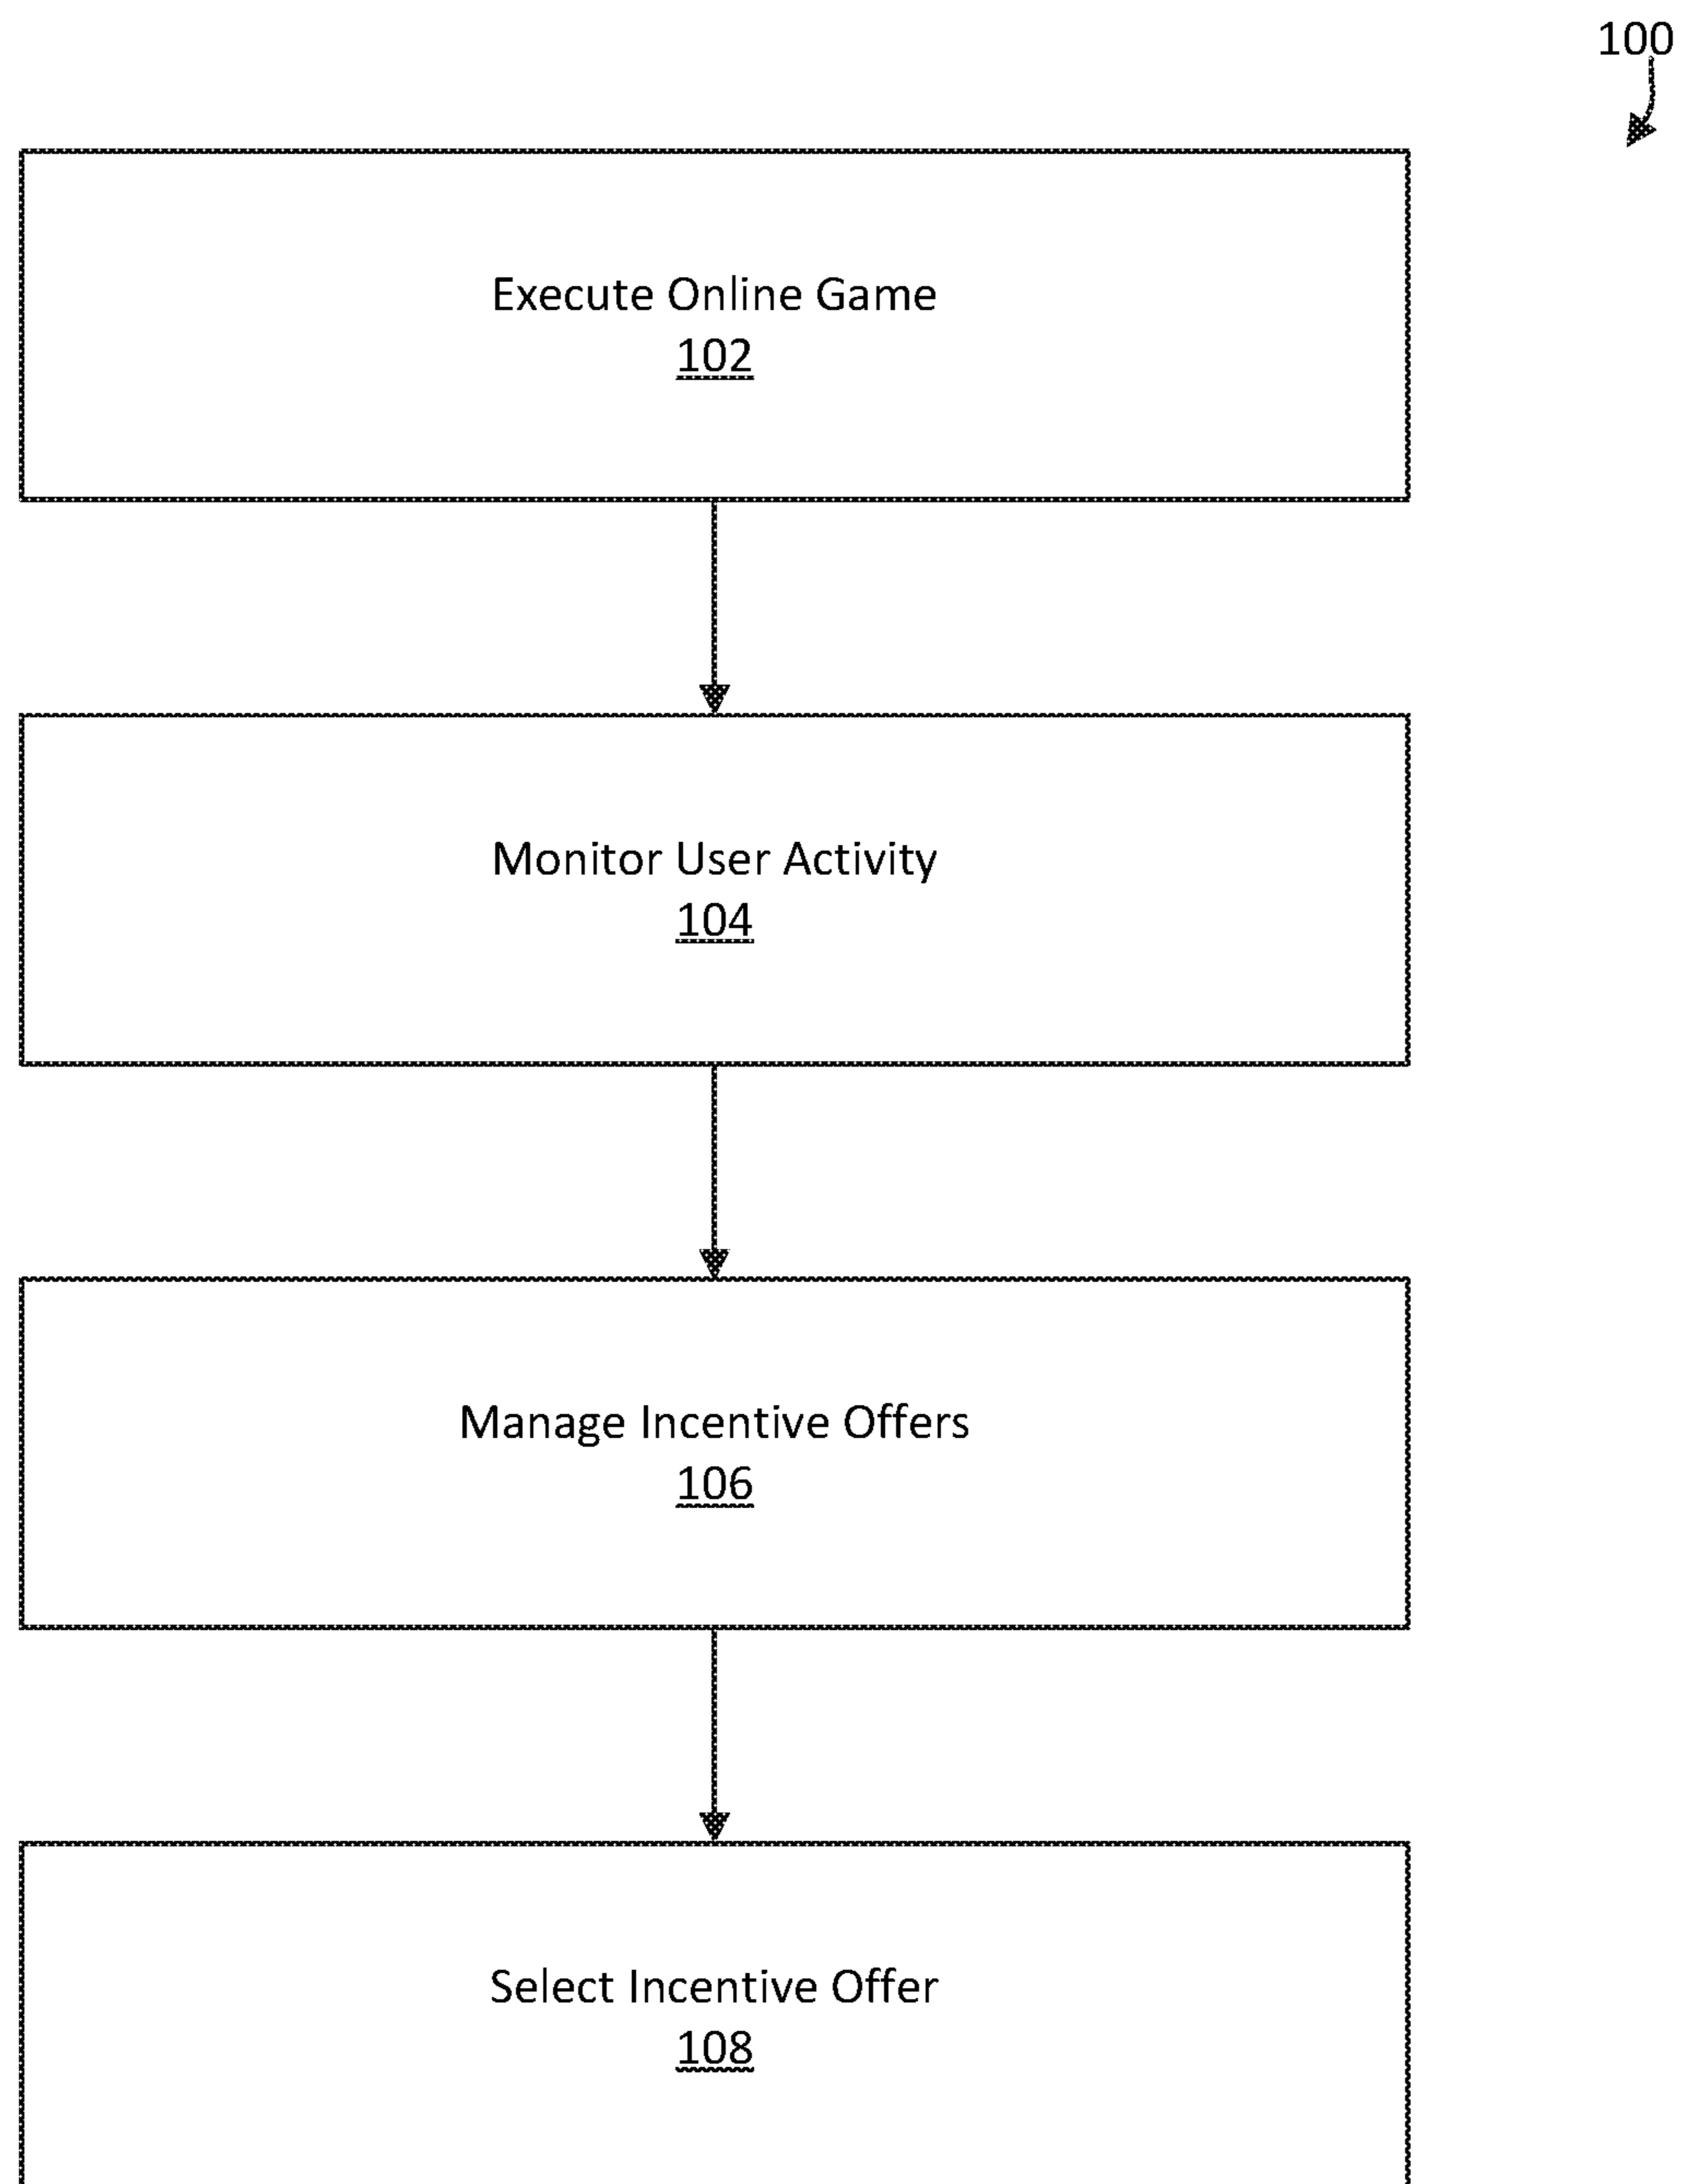 100
Execute Online Game
102
Monitor User Activity
104
Manage Incentive Offers
106
Select Incentive Offer
108